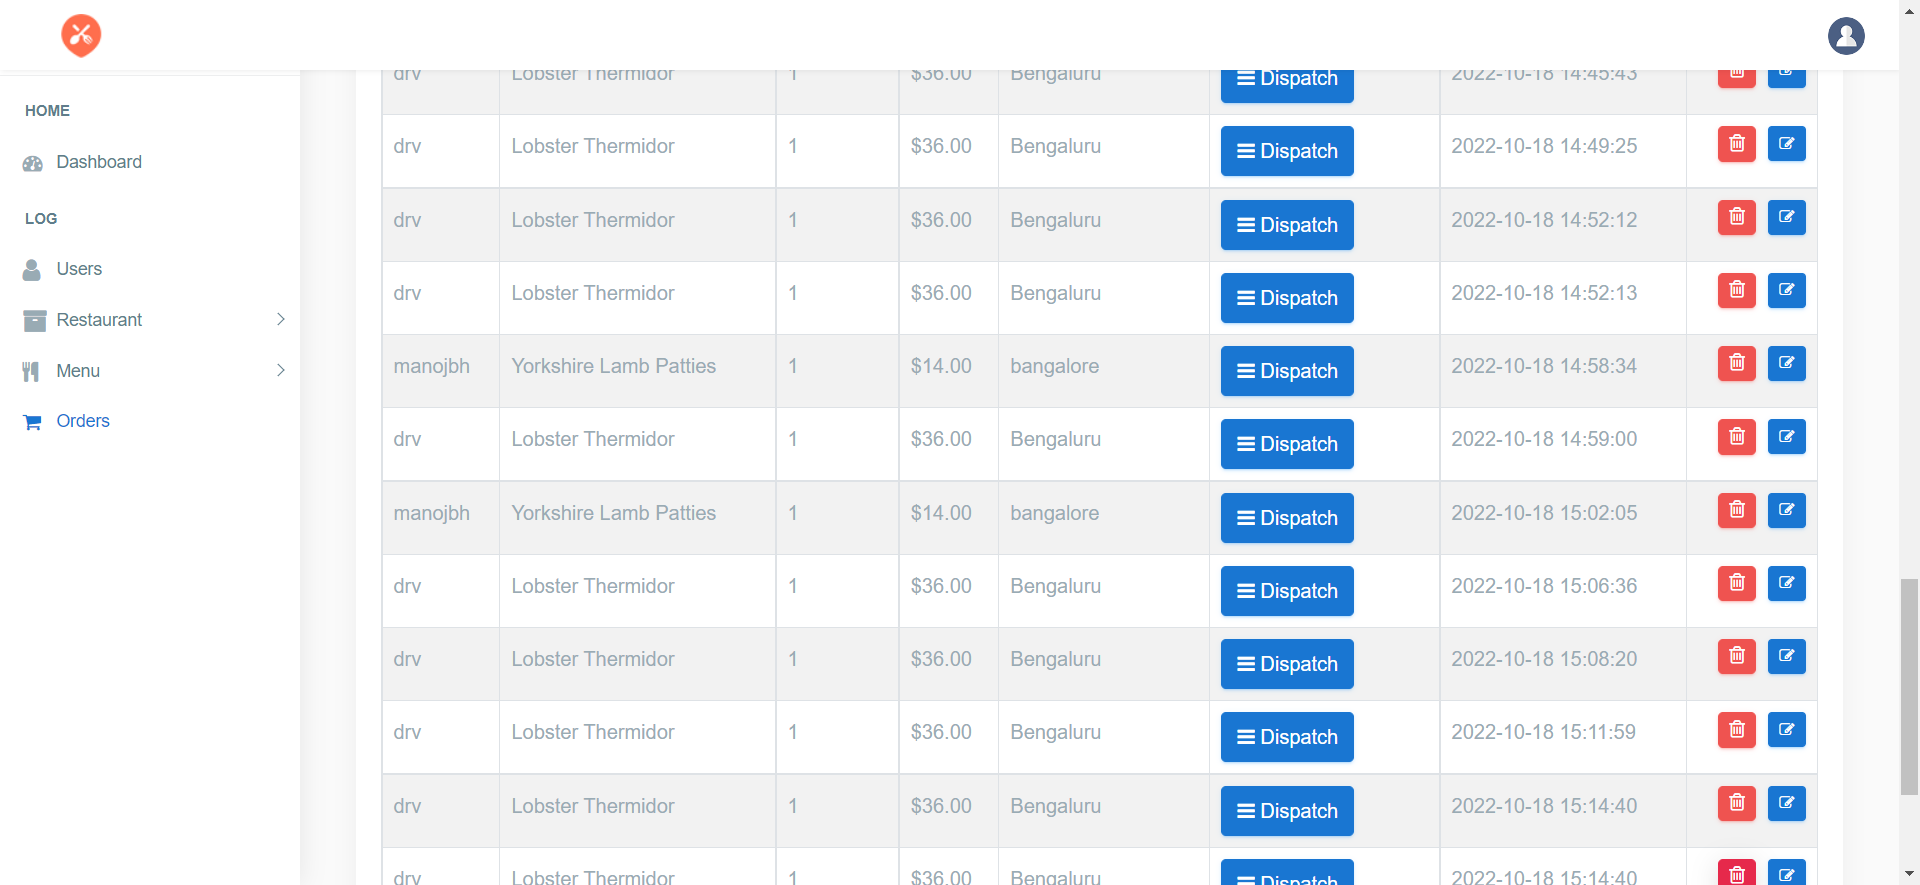 HOME
Dashboard
LOG
Users
Restaurant
Menu
Orders
drv Lobster Thermidor 1 $36.00 Bengaluru Dispatch 2022-10-18 14:45:43
drv Lobster Thermidor 1 $36.00 Bengaluru Dispatch 2022-10-18 14:49:25
drv Lobster Thermidor 1 $36.00 Bengaluru Dispatch 2022-10-18 14:52:12
drv Lobster Thermidor 1 $36.00 Bengaluru Dispatch 2022-10-18 14:52:13
manojbh Yorkshire Lamb Patties 1 $14.00 bangalore Dispatch 2022-10-18 14:58:34
drv Lobster Thermidor 1 $36.00 Bengaluru Dispatch 2022-10-18 14:59:00
manojbh Yorkshire Lamb Patties 1 $14.00 bangalore Dispatch 2022-10-18 15:02:05
drv Lobster Thermidor 1 $36.00 Bengaluru Dispatch 2022-10-18 15:06:36
drv Lobster Thermidor 1 $36.00 Bengaluru Dispatch 2022-10-18 15:08:20
drv Lobster Thermidor 1 $36.00 Bengaluru Dispatch 2022-10-18 15:11:59
drv Lobster Thermidor 1 $36.00 Bengaluru Dispatch 2022-10-18 15:14:40
drv Lobster Thermidor 1 $36.00 Bengaluru Dispatch 2022-10-18 15:14:40